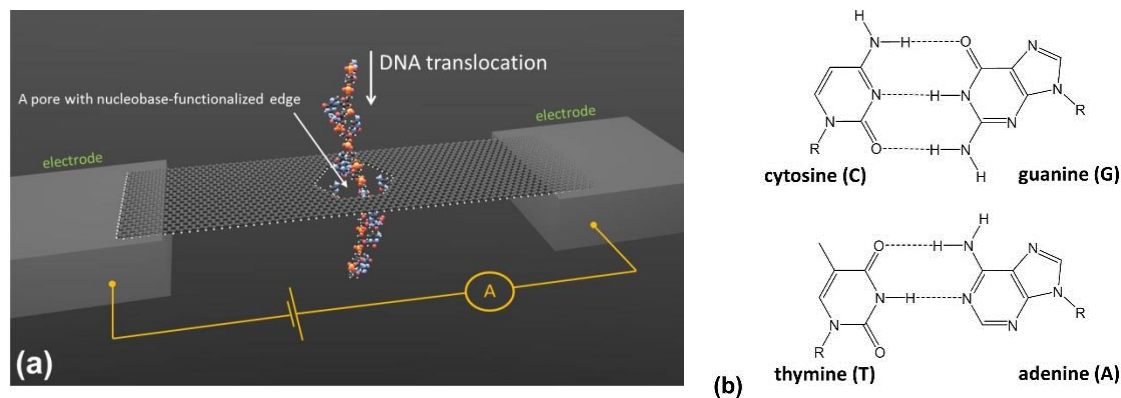 DNA translocation
A pore with nucleobase-functionalized edge
electrode
electrode
A
(a)
H
N H O
N
N H N
N R
N
N
R O H N
H
cytosine (C) guanine (G)
H
O H N
N
N H N
N R
N
N
R O
thymine (T) adenine (A)
(b)